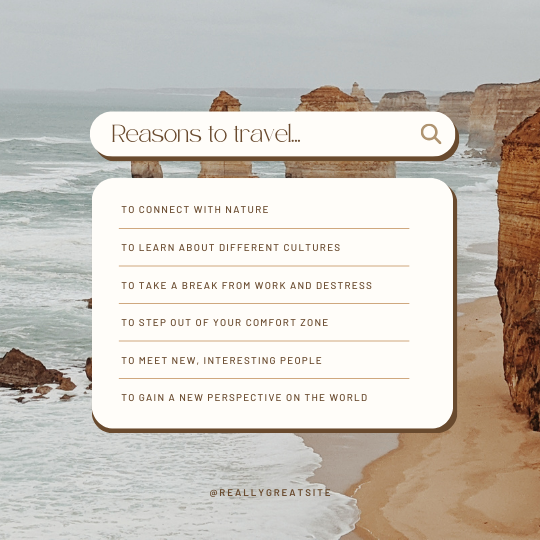 Reasons to travel...
TO CONNECT WITH NATURE
TO LEARN ABOUT DIFFERENT CULTURES
TO TAKE A BREAK FROM WORK AND DESTRESS
TO STEP OUT OF YOUR COMFORT ZONE
TO MEET NEW, INTERESTING PEOPLE
TO GAIN A NEW PERSPECTIVE ON THE WORLD
@REALLYGREATSITE